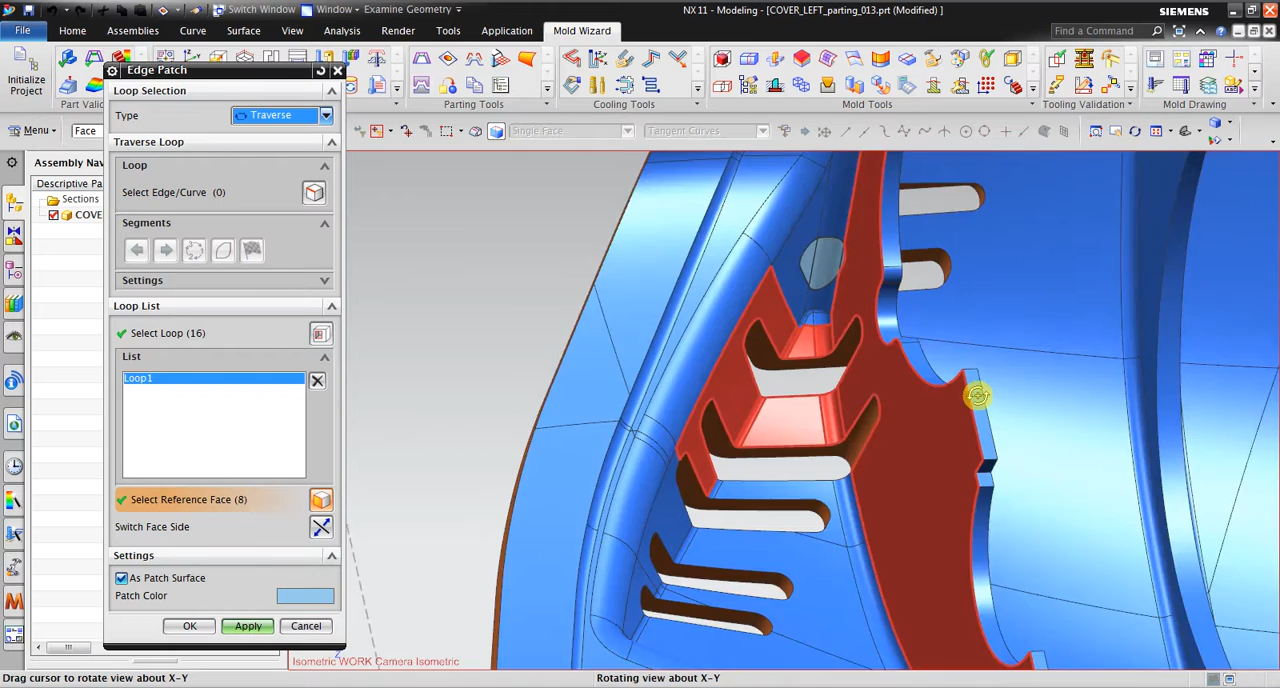 Switch Window
Window
Examine Geometry
NX 11 - Modeling - [COVER_LEFT_parting_013.prt (Modified) ]
SIEMENS
File
Home
Assemblies
Curve
Surface
View
Analysis
Render
Tools
Application
Mold Wizard
Find a Command
Initialize
Project
Part Valid
Parting Tools
Cooling Tools
Mold Tools
Tooling Validation
Mold Drawing
Edge Patch
Loop Selection
Type
Traverse
Traverse Loop
Loop
Select Edge/Curve (0)
Segments
Settings
Loop List
Select Loop (16)
List
Loop1
Select Reference Face (8)
Switch Face Side
Settings
As Patch Surface
Patch Color
OK
Apply
Cancel
Menu
Face
Single Face
Tangent Curves
Assembly Nav
Descriptive Pa
Sections
COVE
Isometric WORK Camera Isometric
Drag cursor to rotate view about X-Y
Rotating view about X-Y